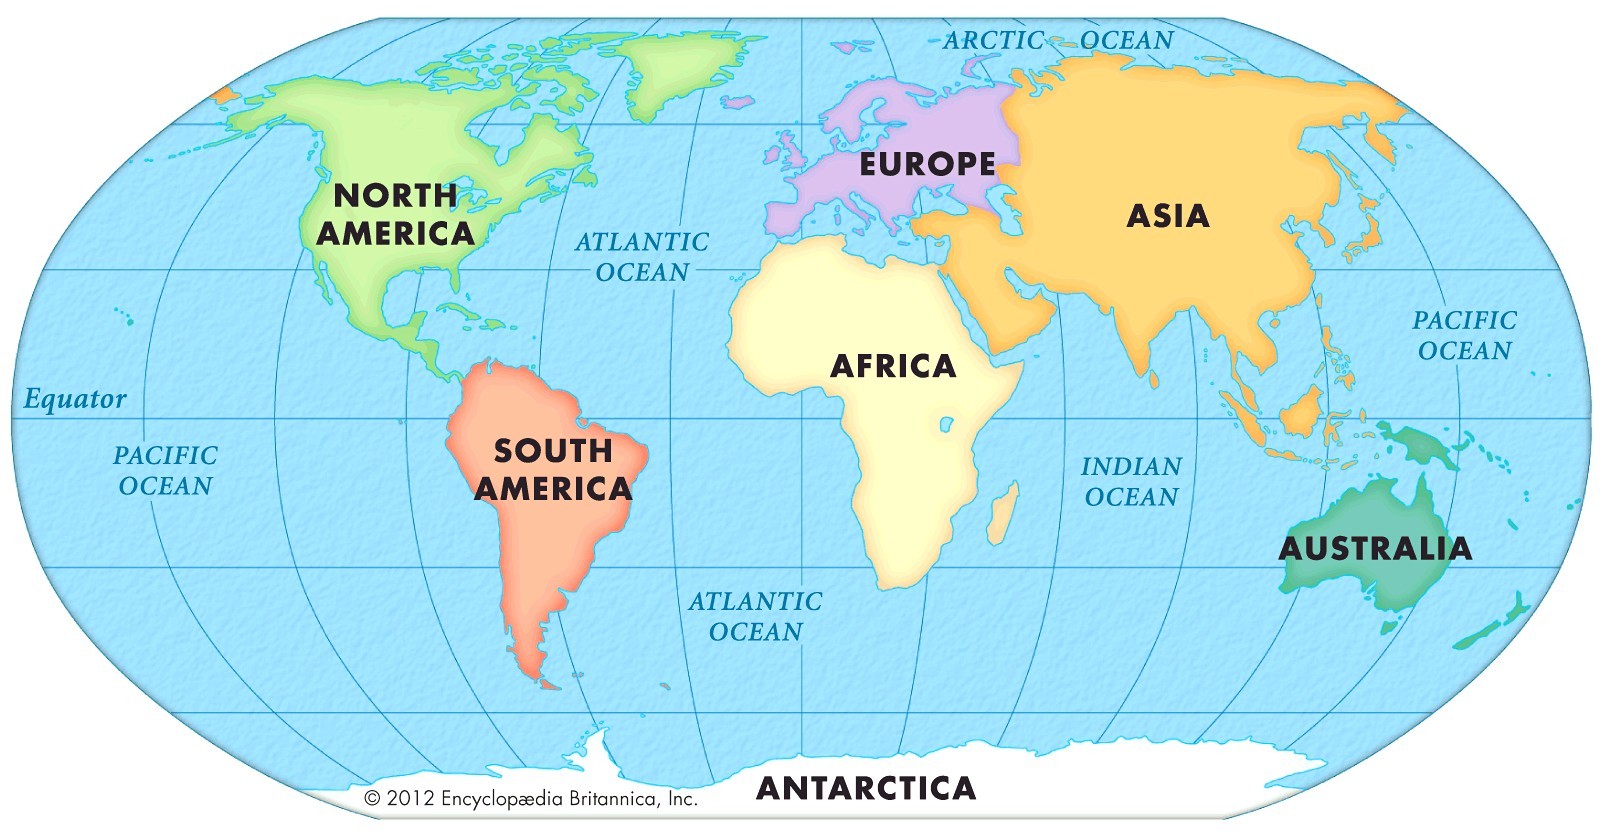 ARCTIC OCEAN
EUROPE
NORTH
AMERICA
ASIA
ATLANTIC
OCEAN
PACIFIC
OCEAN
AFRICA
Equator
SOUTH
AMERICA
PACIFIC
OCEAN
INDIAN
OCEAN
AUSTRALIA
ATLANTIC
OCEAN
ANTARCTICA
© 2012 Encyclopædia Britannica, Inc.